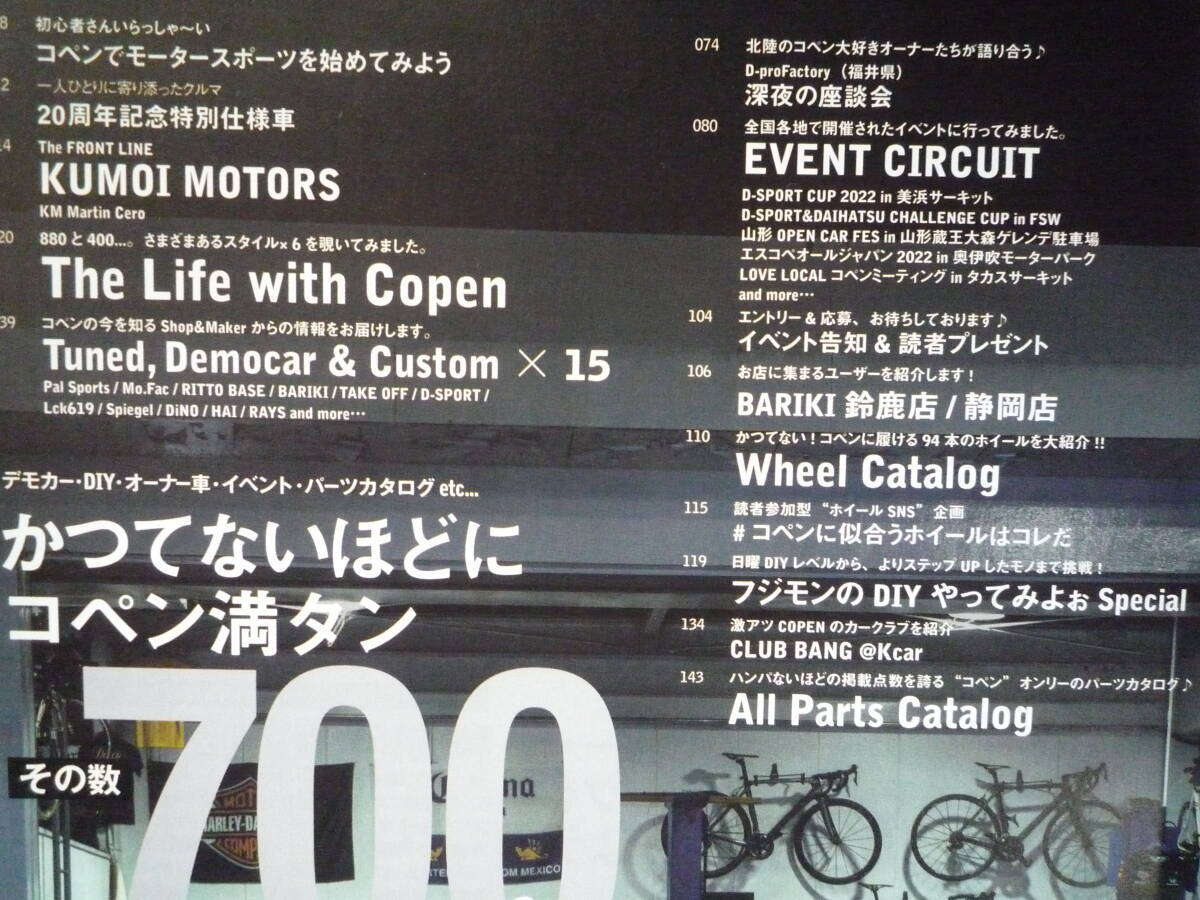 8 初心者さんいらっしゃ～い
コペンでモータースポーツを始めてみよう
2 一人ひとりに寄り添ったクルマ
20周年記念特別仕様車
14 The FRONT LINE
KUMOI MOTORS
KM Martin Cero
20 880と400…。さまざまあるスタイル×6を覗いてみました。
The Life with Copen
39 コペンの今を知るShop&Makerからの情報をお届けします。
Tuned, Democar & Custom × 15
Pal Sports / Mo.Fac / RITTO BASE / BARIKI / TAKE OFF / D-SPORT /
Lck619 / Spiegel / DiNO / HAI / RAYS and more…
デモカー・DIY・オーナー車・イベント・パーツカタログ etc...
かつてないほどに
コペン満タン
その数
700
074 北陸のコペン大好きオーナーたちが語り合う♪
D-proFactory（福井県）
深夜の座談会
080 全国各地で開催されたイベントに行ってみました。
EVENT CIRCUIT
D-SPORT CUP 2022 in 美浜サーキット
D-SPORT&DAIHATSU CHALLENGE CUP in FSW
山形 OPEN CAR FES in 山形蔵王大森ゲレンデ駐車場
エスコペオールジャパン 2022 in 奥伊吹モーターパーク
LOVE LOCAL コペンミーティング in タカスサーキット
and more…
104 エントリー&応募、お待ちしております♪
イベント告知 & 読者プレゼント
106 お店に集まるユーザーを紹介します！
BARIKI 鈴鹿店 / 静岡店
110 かつてない！コペンに履ける94本のホイールを大紹介!!
Wheel Catalog
115 読者参加型 “ホイールSNS” 企画
#コペンに似合うホイールはコレだ
119 日曜DIYレベルから、よりステップUPしたモノまで挑戦！
フジモンの DIY やってみよぉ Special
134 激アツCOPENのカークラブを紹介
CLUB BANG @Kcar
143 ハンパないほどの掲載点数を誇る “コペン” オンリーのパーツカタログ♪
All Parts Catalog
HARLEY-DA
COMP
FROM MEXICO